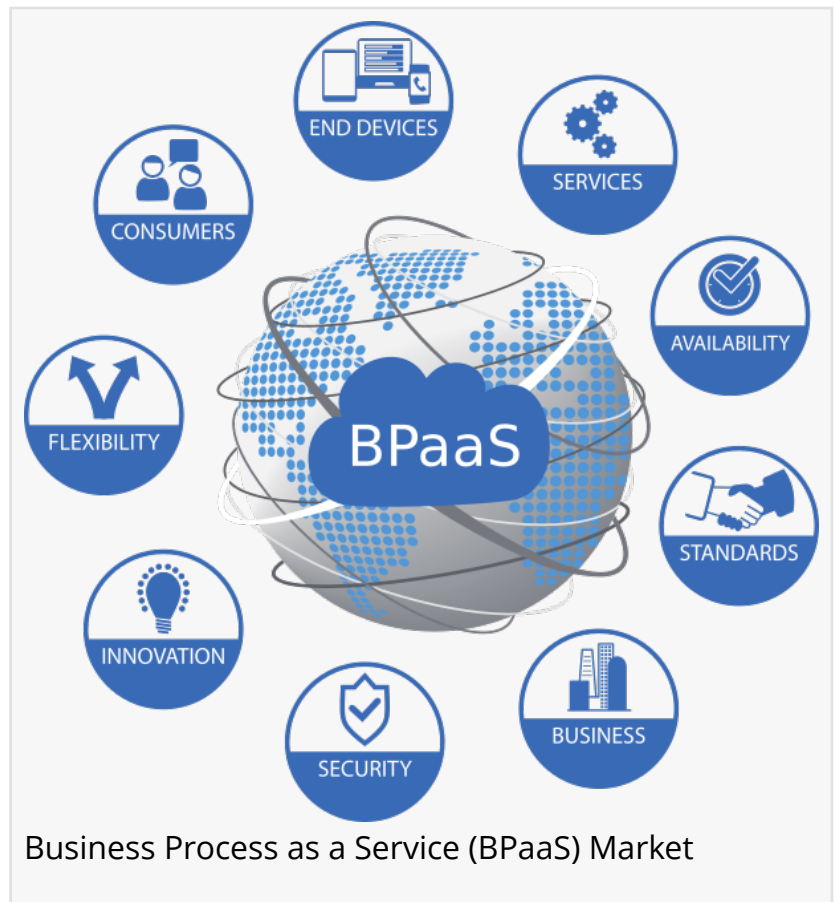 END DEVICES
SERVICES
CONSUMERS
AVAILABILITY
FLEXIBILITY
BPaaS
STANDARDS
INNOVATION
BUSINESS
SECURITY
Business Process as a Service (BPaaS) Market